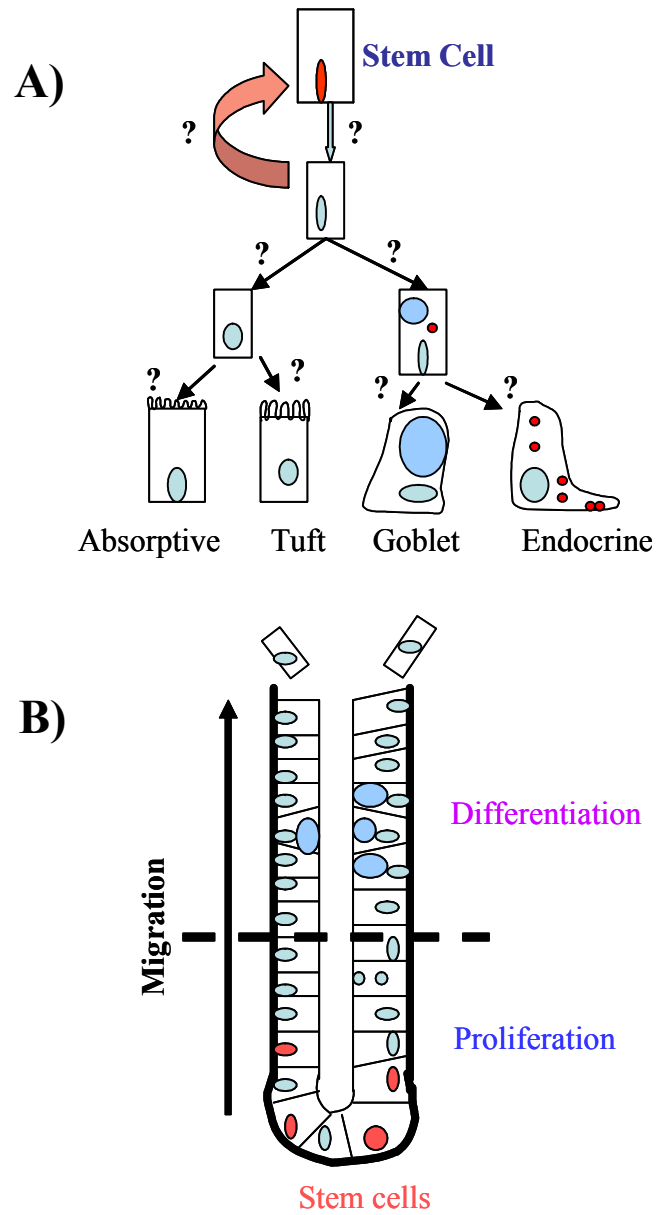 A)
Stem Cell
? ?
? ?
? ? ? ?
Absorptive Tuft Goblet Endocrine
B)
Migration
Differentiation
Proliferation
Stem cells